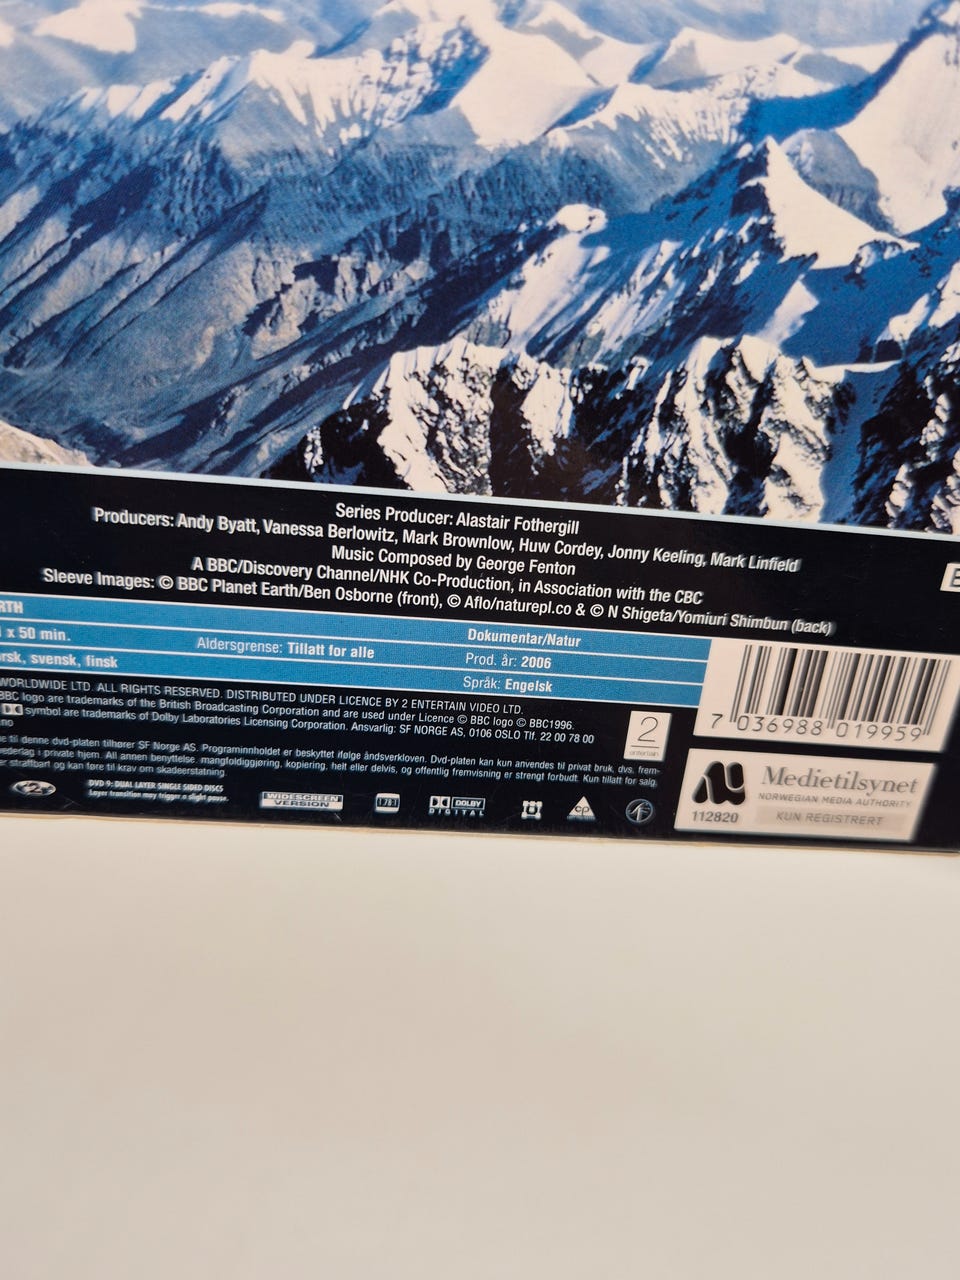 Series Producer: Alastair Fothergill
Producers: Andy Byatt, Vanessa Berlowitz, Mark Brownlow, Huw Cordey, Jonny Keeling, Mark Linfield
Music Composed by George Fenton
A BBC/Discovery Channel/NHK Co-Production, in Association with the CBC
Sleeve Images: © BBC Planet Earth/Ben Osborne (front), © Aflo/naturepl.co & © N Shigeta/Yomiuri Shimbun (back)
RTH
x 50 min.
rsk, svensk, finsk
Aldersgrense: Tillatt for alle
Dokumentar/Natur
Prod. år: 2006
Språk: Engelsk
WORLDWIDE LTD. ALL RIGHTS RESERVED. DISTRIBUTED UNDER LICENCE BY 2 ENTERTAIN VIDEO LTD.
BBC logo are trademarks of the British Broadcasting Corporation and are used under Licence © BBC logo © BBC1996.
symbol are trademarks of Dolby Laboratories Licensing Corporation. Ansvarlig: SF NORGE AS, 0106 OSLO Tlf. 22 00 78 00
no
e til denne dvd-platen tilhører SF Norge AS. Programinnholdet er beskyttet ifølge åndsverkloven. Dvd-platen kan kun anvendes til privat bruk, dvs. frem-
i private hjem. All annen benyttelse, mangfoldiggjøring, kopiering, helt eller delvis, og offentlig fremvisning er strengt forbudt. Kun tillatt for salg.
er straffbart og kan føre til krav om skadeerstatning.
2
entertain
7 036988 019959
2
DVD 9: DUAL LAYER SINGLE SIDED DISCS
Layer transition may trigger a slight pause.
WIDESCREEN
VERSION
1.78:1
DOLBY
DIGITAL
CP
Medietilsynet
NORWEGIAN MEDIA AUTHORITY
112820
KUN REGISTRERT